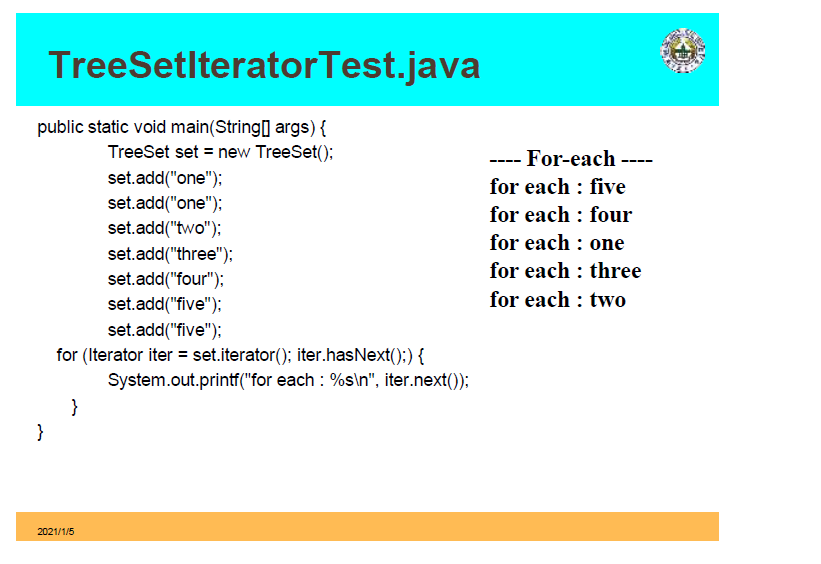 TreeSetIteratorTest.java
public static void main(String[] args) {
TreeSet set = new TreeSet();
set.add("one");
set.add("one");
set.add("two");
set.add("three");
set.add("four");
set.add("five");
set.add("five");
for (Iterator iter = set.iterator(); iter.hasNext();) {
System.out.printf("for each : %s\n", iter.next());
}
}
---- For-each ----
for each : five
for each : four
for each : one
for each : three
for each : two
2021/1/5